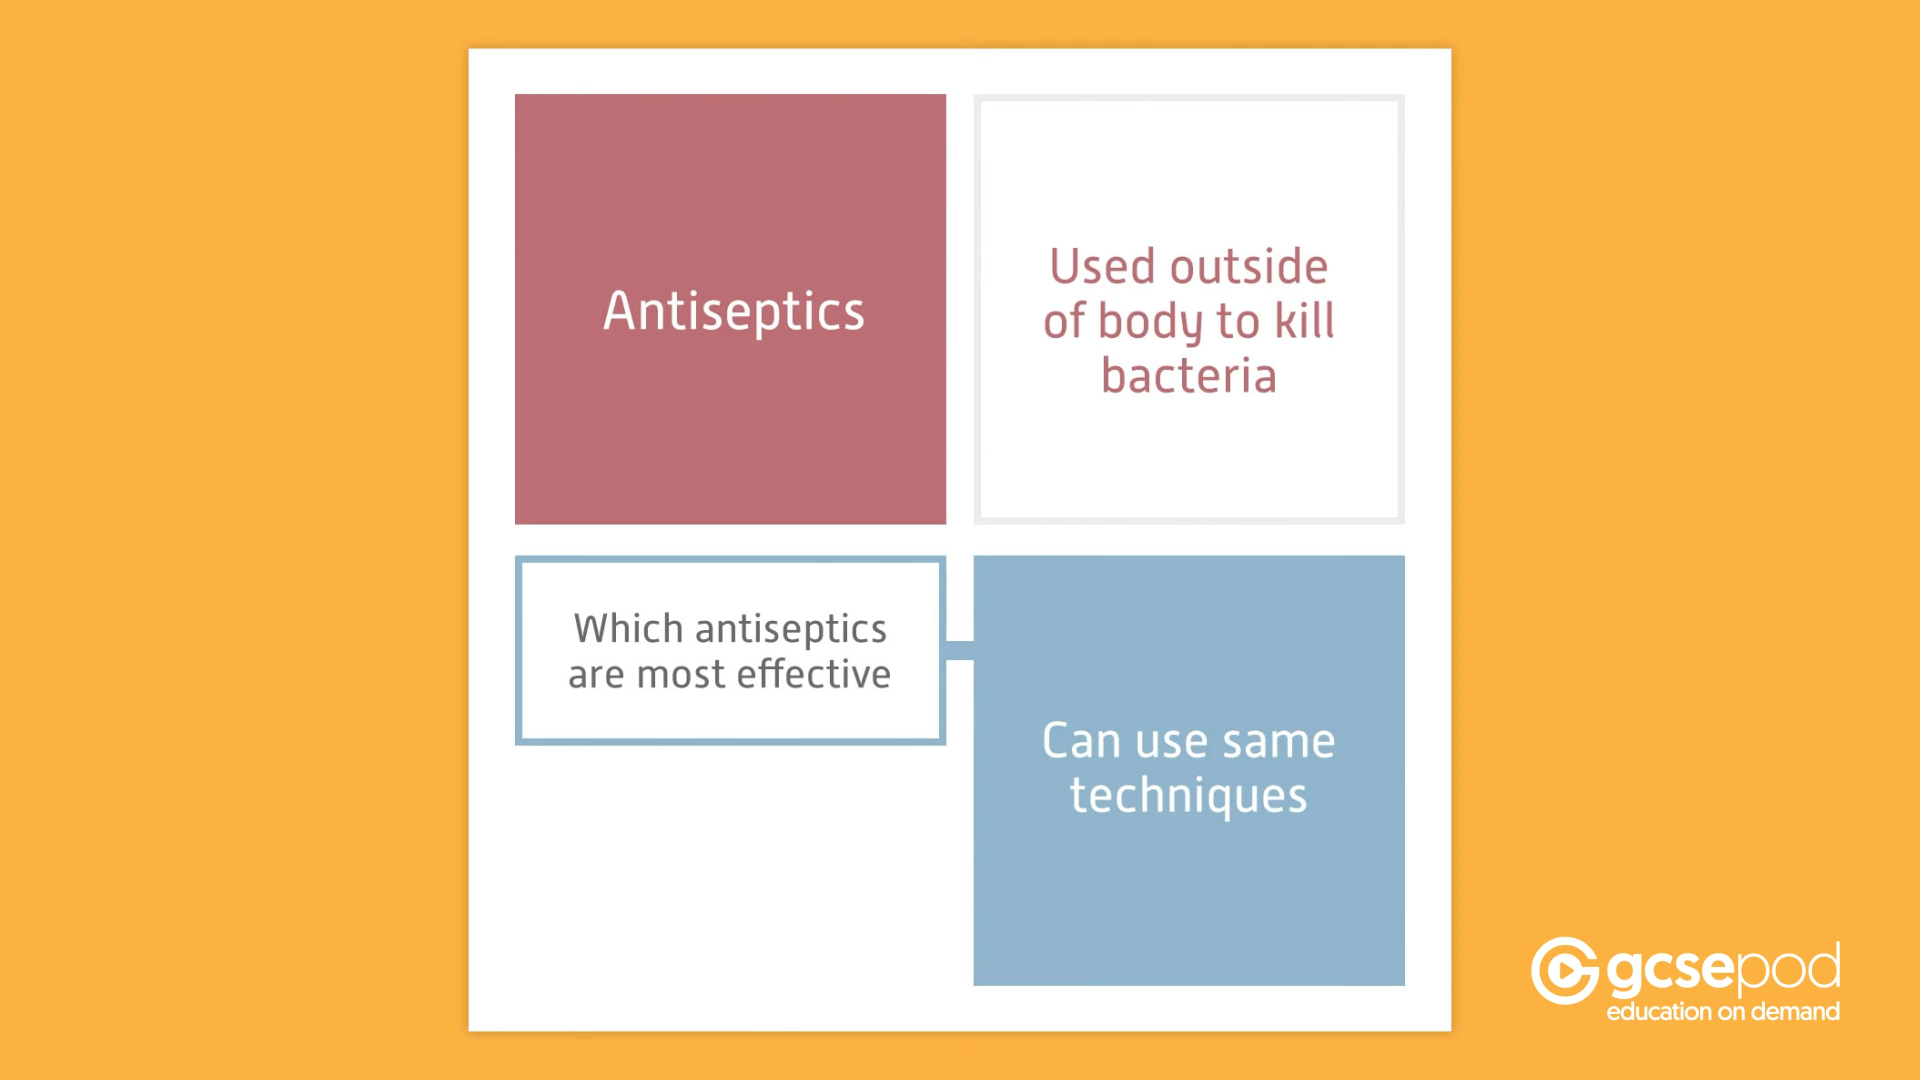 Antiseptics
Used outside
of body to kill
bacteria
Which antiseptics
are most effective
Can use same
techniques
gcsepod
education on demand